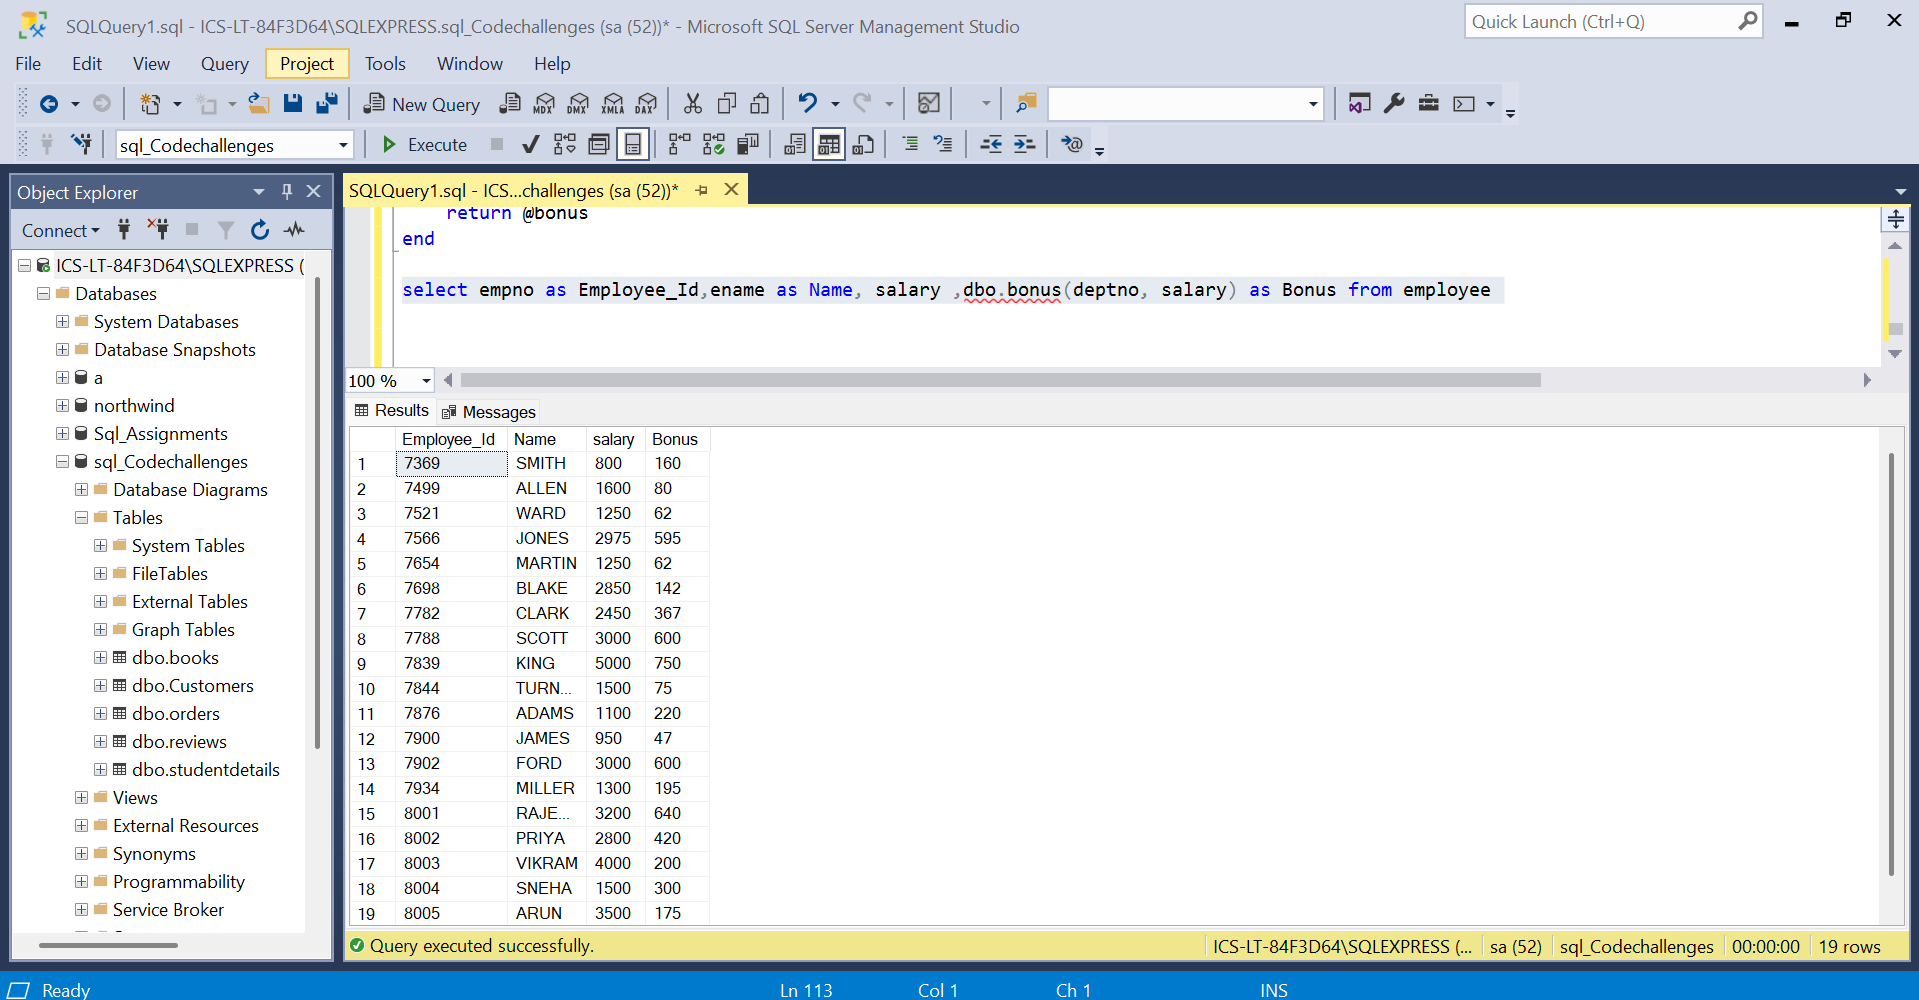 SQLQuery1.sql - ICS-LT-84F3D64\SQLEXPRESS.sql_Codechallenges (sa (52))* - Microsoft SQL Server Management Studio
Quick Launch (Ctrl+Q)
File Edit View Query Project Tools Window Help
New Query MDX DMX XMLA DAX
sql_Codechallenges Execute
Object Explorer
Connect
ICS-LT-84F3D64\SQLEXPRESS (
Databases
System Databases
Database Snapshots
a
northwind
Sql_Assignments
sql_Codechallenges
Database Diagrams
Tables
System Tables
FileTables
External Tables
Graph Tables
dbo.books
dbo.Customers
dbo.orders
dbo.reviews
dbo.studentdetails
Views
External Resources
Synonyms
Programmability
Service Broker
SQLQuery1.sql - ICS...challenges (sa (52))*
return @bonus
end
select empno as Employee_Id,ename as Name, salary ,dbo.bonus(deptno, salary) as Bonus from employee
100 %
Results Messages
Employee_Id Name salary Bonus
1 7369 SMITH 800 160
2 7499 ALLEN 1600 80
3 7521 WARD 1250 62
4 7566 JONES 2975 595
5 7654 MARTIN 1250 62
6 7698 BLAKE 2850 142
7 7782 CLARK 2450 367
8 7788 SCOTT 3000 600
9 7839 KING 5000 750
10 7844 TURN... 1500 75
11 7876 ADAMS 1100 220
12 7900 JAMES 950 47
13 7902 FORD 3000 600
14 7934 MILLER 1300 195
15 8001 RAJE... 3200 640
16 8002 PRIYA 2800 420
17 8003 VIKRAM 4000 200
18 8004 SNEHA 1500 300
19 8005 ARUN 3500 175
Query executed successfully. ICS-LT-84F3D64\SQLEXPRESS (... sa (52) sql_Codechallenges 00:00:00 19 rows
Ready Ln 113 Col 1 Ch 1 INS